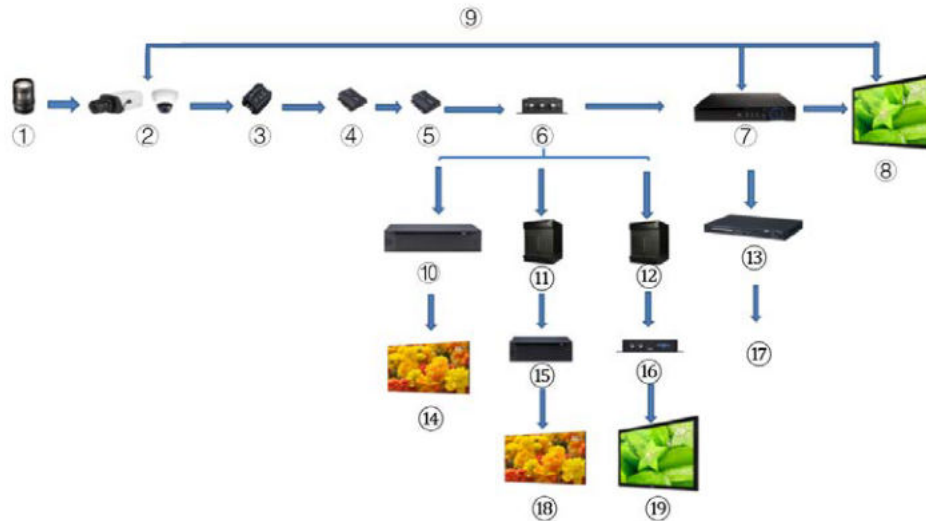 ⑨
① ② ③ ④ ⑤ ⑥ ⑦ ⑧
⑩ ⑪ ⑫ ⑬
⑭ ⑮ ⑯ ⑰
⑱ ⑲